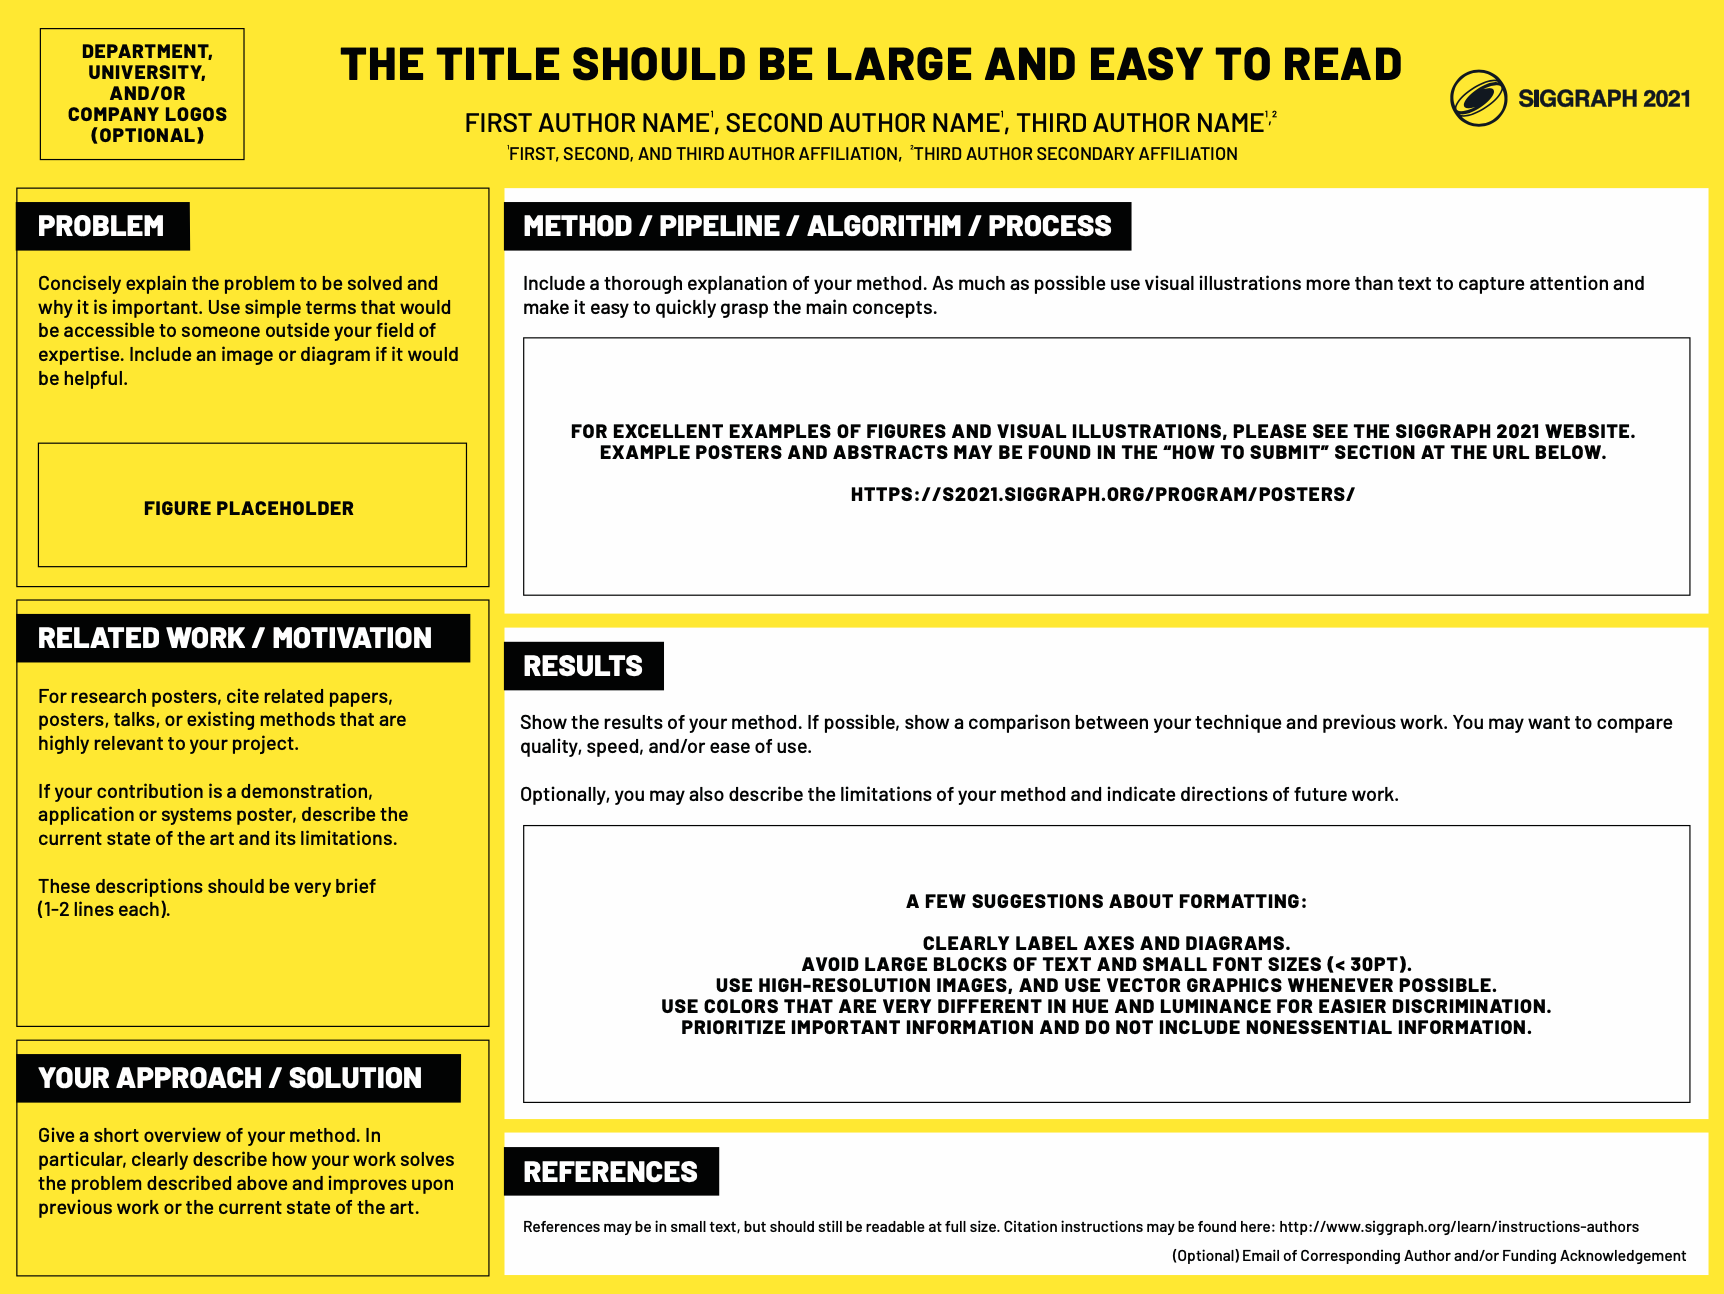 DEPARTMENT,
UNIVERSITY,
AND/OR
COMPANY LOGOS
(OPTIONAL)
THE TITLE SHOULD BE LARGE AND EASY TO READ
FIRST AUTHOR NAME¹, SECOND AUTHOR NAME¹, THIRD AUTHOR NAME¹,²
¹FIRST, SECOND, AND THIRD AUTHOR AFFILIATION, ²THIRD AUTHOR SECONDARY AFFILIATION
SIGGRAPH 2021
PROBLEM
Concisely explain the problem to be solved and
why it is important. Use simple terms that would
be accessible to someone outside your field of
expertise. Include an image or diagram if it would
be helpful.
FIGURE PLACEHOLDER
RELATED WORK / MOTIVATION
For research posters, cite related papers,
posters, talks, or existing methods that are
highly relevant to your project.
If your contribution is a demonstration,
application or systems poster, describe the
current state of the art and its limitations.
These descriptions should be very brief
(1-2 lines each).
YOUR APPROACH / SOLUTION
Give a short overview of your method. In
particular, clearly describe how your work solves
the problem described above and improves upon
previous work or the current state of the art.
METHOD / PIPELINE / ALGORITHM / PROCESS
Include a thorough explanation of your method. As much as possible use visual illustrations more than text to capture attention and
make it easy to quickly grasp the main concepts.
FOR EXCELLENT EXAMPLES OF FIGURES AND VISUAL ILLUSTRATIONS, PLEASE SEE THE SIGGRAPH 2021 WEBSITE.
EXAMPLE POSTERS AND ABSTRACTS MAY BE FOUND IN THE “HOW TO SUBMIT” SECTION AT THE URL BELOW.
HTTPS://S2021.SIGGRAPH.ORG/PROGRAM/POSTERS/
RESULTS
Show the results of your method. If possible, show a comparison between your technique and previous work. You may want to compare
quality, speed, and/or ease of use.
Optionally, you may also describe the limitations of your method and indicate directions of future work.
A FEW SUGGESTIONS ABOUT FORMATTING:
CLEARLY LABEL AXES AND DIAGRAMS.
AVOID LARGE BLOCKS OF TEXT AND SMALL FONT SIZES (< 30PT).
USE HIGH-RESOLUTION IMAGES, AND USE VECTOR GRAPHICS WHENEVER POSSIBLE.
USE COLORS THAT ARE VERY DIFFERENT IN HUE AND LUMINANCE FOR EASIER DISCRIMINATION.
PRIORITIZE IMPORTANT INFORMATION AND DO NOT INCLUDE NONESSENTIAL INFORMATION.
REFERENCES
References may be in small text, but should still be readable at full size. Citation instructions may be found here: http://www.siggraph.org/learn/instructions-authors
(Optional) Email of Corresponding Author and/or Funding Acknowledgement